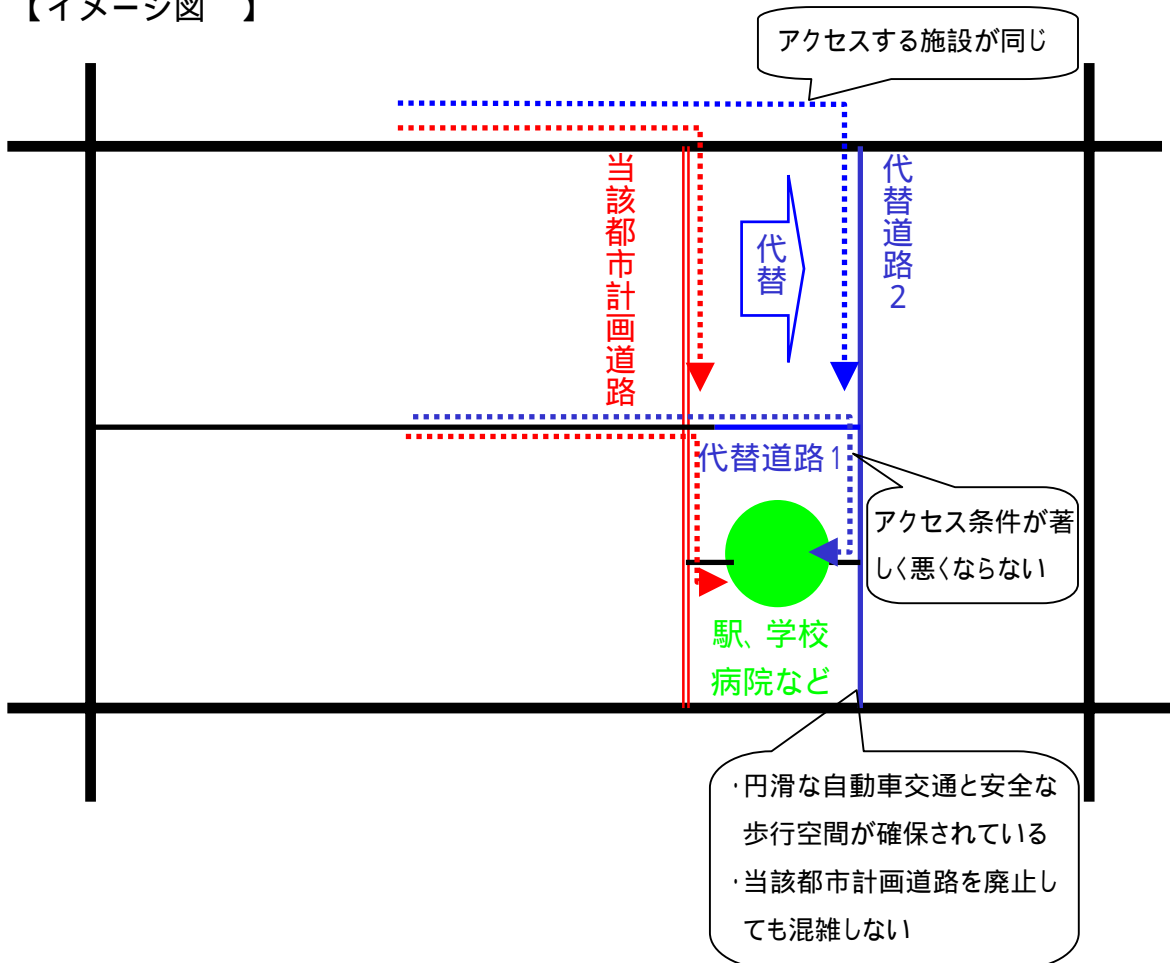 【イメージ図　】
アクセスする施設が同じ
当該都市計画道路
代替
代替道路2
代替道路1
アクセス条件が著
しく悪くならない
駅、学校
病院など
・円滑な自動車交通と安全な
歩行空間が確保されている
・当該都市計画道路を廃止し
ても混雑しない